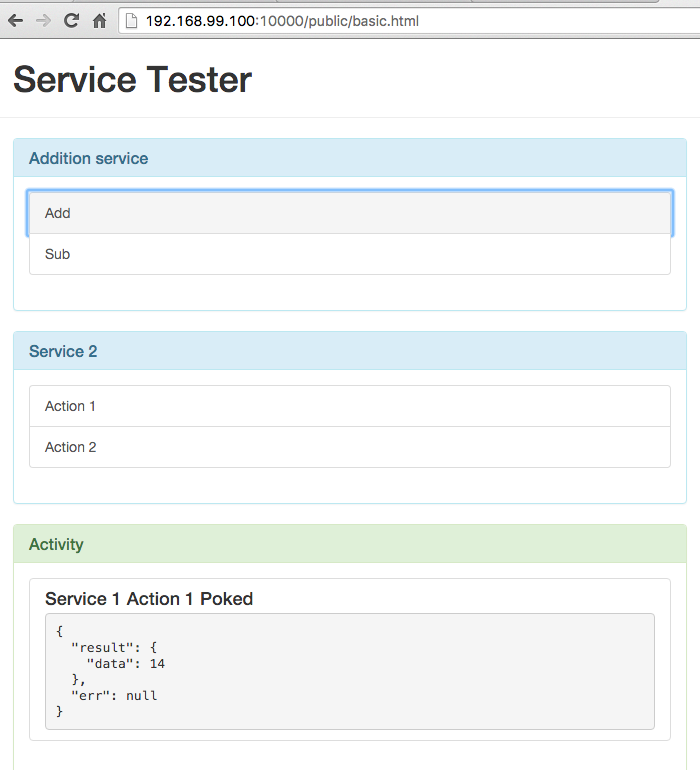 192.168.99.100:10000/public/basic.html
Service Tester
Addition service
Add
Sub
Service 2
Action 1
Action 2
Activity
Service 1 Action 1 Poked
{
  "result": {
    "data": 14
  },
  "err": null
}